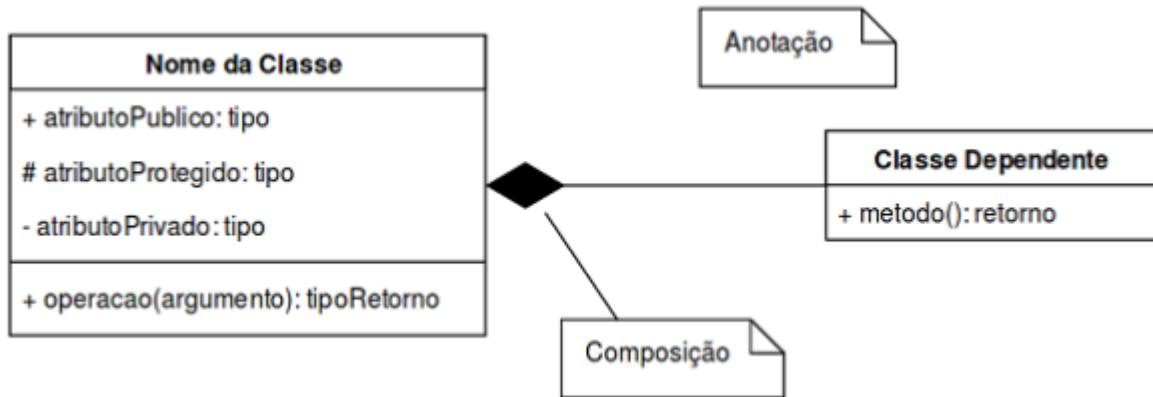 Anotação
Nome da Classe
+ atributoPublico: tipo
# atributoProtegido: tipo
- atributoPrivado: tipo
+ operacao(argumento): tipoRetorno
Classe Dependente
+ metodo(): retorno
Composição